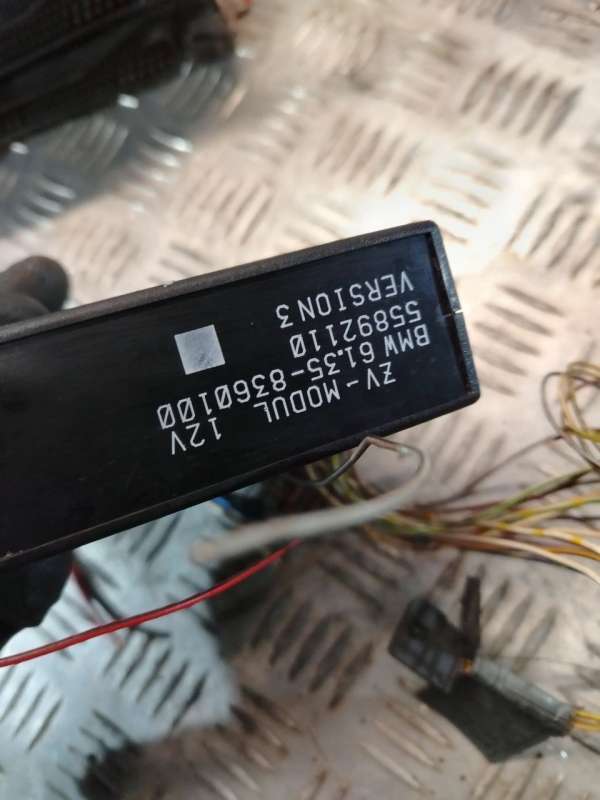 ZV-MODUL 12V
BMW 61.35-8360100
55892110
VERSION 3